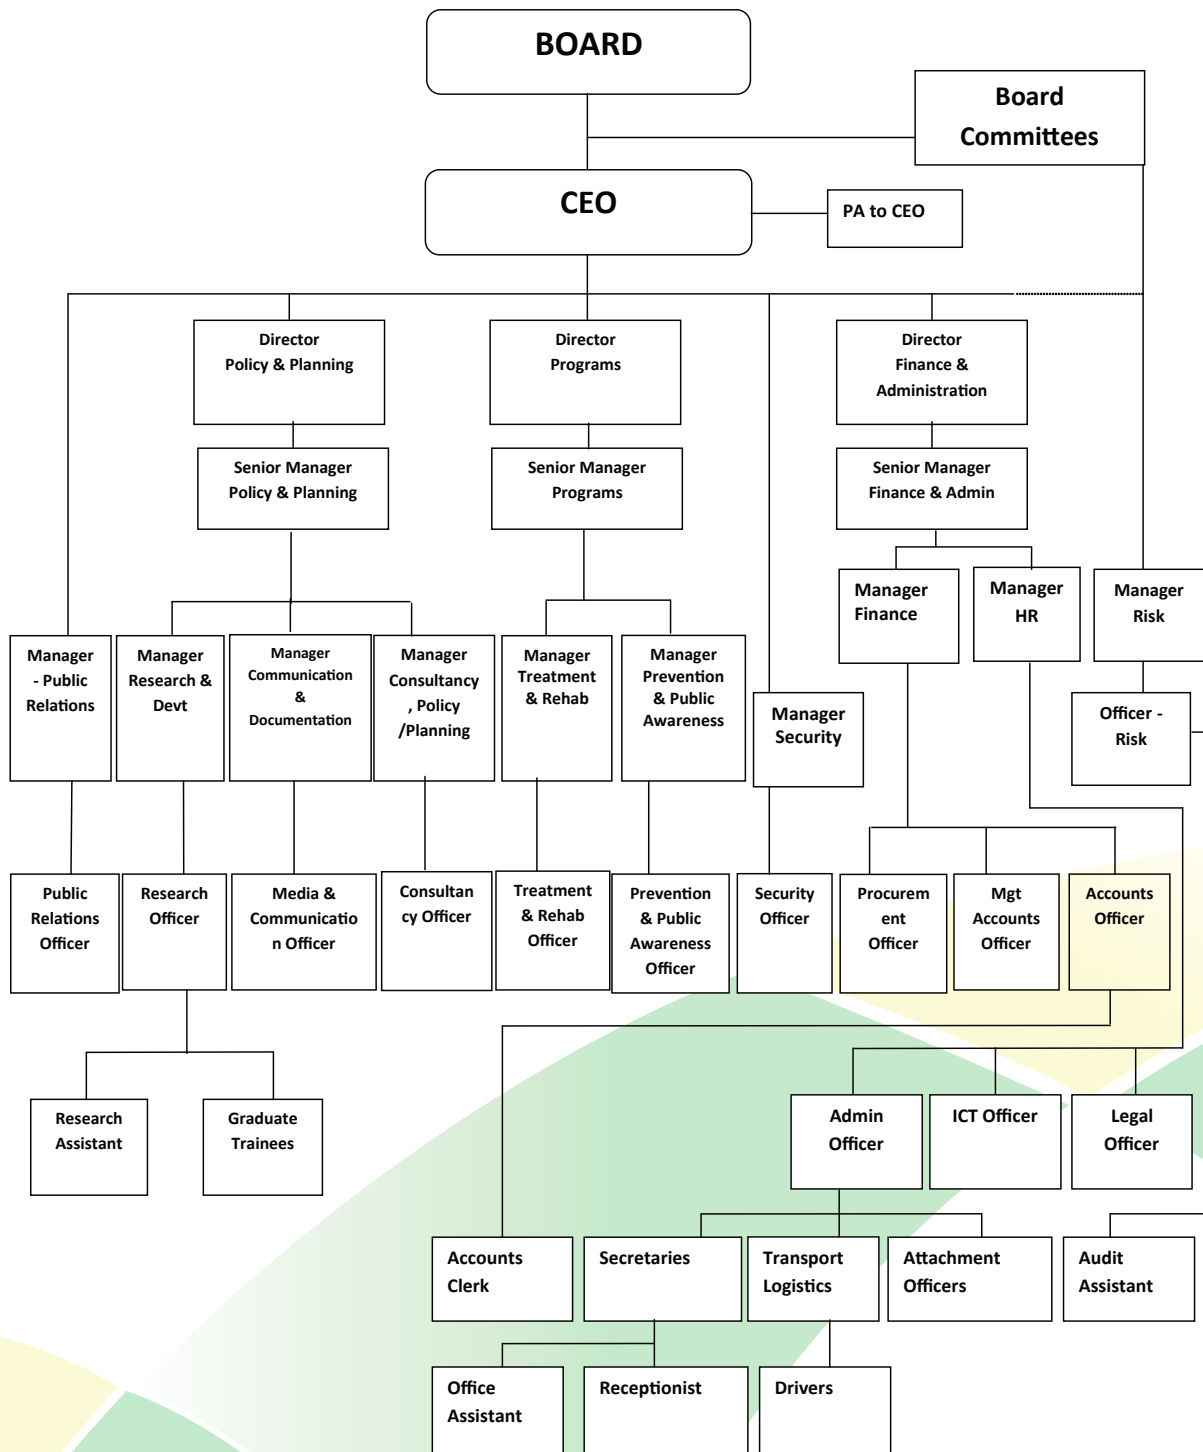 BOARD
Board
Committees
CEO
PA to CEO
Director
Policy & Planning
Director
Programs
Director
Finance &
Administration
Senior Manager
Policy & Planning
Senior Manager
Programs
Senior Manager
Finance & Admin
Manager
Finance
Manager
HR
Manager
Risk
Manager
- Public
Relations
Manager
Research &
Devt
Manager
Communication
&
Documentation
Manager
Consultancy
, Policy
/Planning
Manager
Treatment
& Rehab
Manager
Prevention
& Public
Awareness
Manager
Security
Officer -
Risk
Public
Relations
Officer
Research
Officer
Media &
Communicatio
n Officer
Consultan
cy Officer
Treatment
& Rehab
Officer
Prevention
& Public
Awareness
Officer
Security
Officer
Procurem
ent
Officer
Mgt
Accounts
Officer
Accounts
Officer
Research
Assistant
Graduate
Trainees
Admin
Officer
ICT Officer
Legal
Officer
Accounts
Clerk
Secretaries
Transport
Logistics
Attachment
Officers
Audit
Assistant
Office
Assistant
Receptionist
Drivers